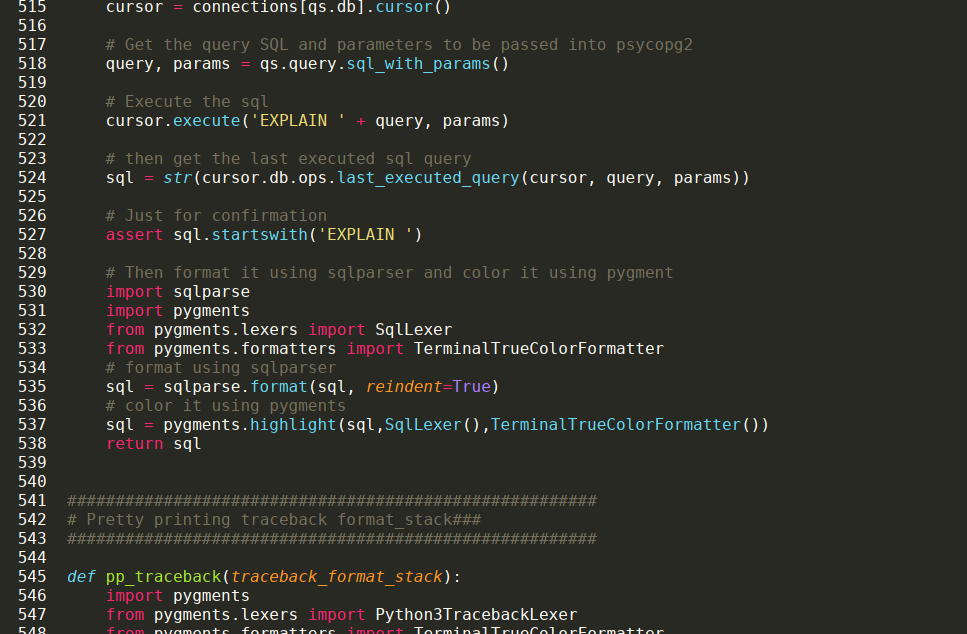 515 cursor = connections[qs.db].cursor()
516
517 # Get the query SQL and parameters to be passed into psycopg2
518 query, params = qs.query.sql_with_params()
519
520 # Execute the sql
521 cursor.execute('EXPLAIN ' + query, params)
522
523 # then get the last executed sql query
524 sql = str(cursor.db.ops.last_executed_query(cursor, query, params))
525
526 # Just for confirmation
527 assert sql.startswith('EXPLAIN ')
528
529 # Then format it using sqlparser and color it using pygment
530 import sqlparse
531 import pygments
532 from pygments.lexers import SqlLexer
533 from pygments.formatters import TerminalTrueColorFormatter
534 # format using sqlparser
535 sql = sqlparse.format(sql, reindent=True)
536 # color it using pygments
537 sql = pygments.highlight(sql,SqlLexer(),TerminalTrueColorFormatter())
538 return sql
539
540
541 #######################################################
542 # Pretty printing traceback format_stack###
543 #######################################################
544
545 def pp_traceback(traceback_format_stack):
546 import pygments
547 from pygments.lexers import Python3TracebackLexer
548 from pygments.formatters import TerminalTrueColorFormatter